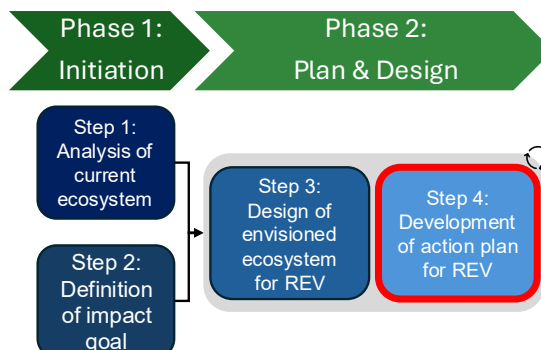 Phase 1:
Initiation
Phase 2:
Plan & Design
Step 1:
Analysis of
current
ecosystem
Step 2:
Definition
of impact
goal
Step 3:
Design of
envisioned
ecosystem
for REV
Step 4:
Development
of action plan
for REV